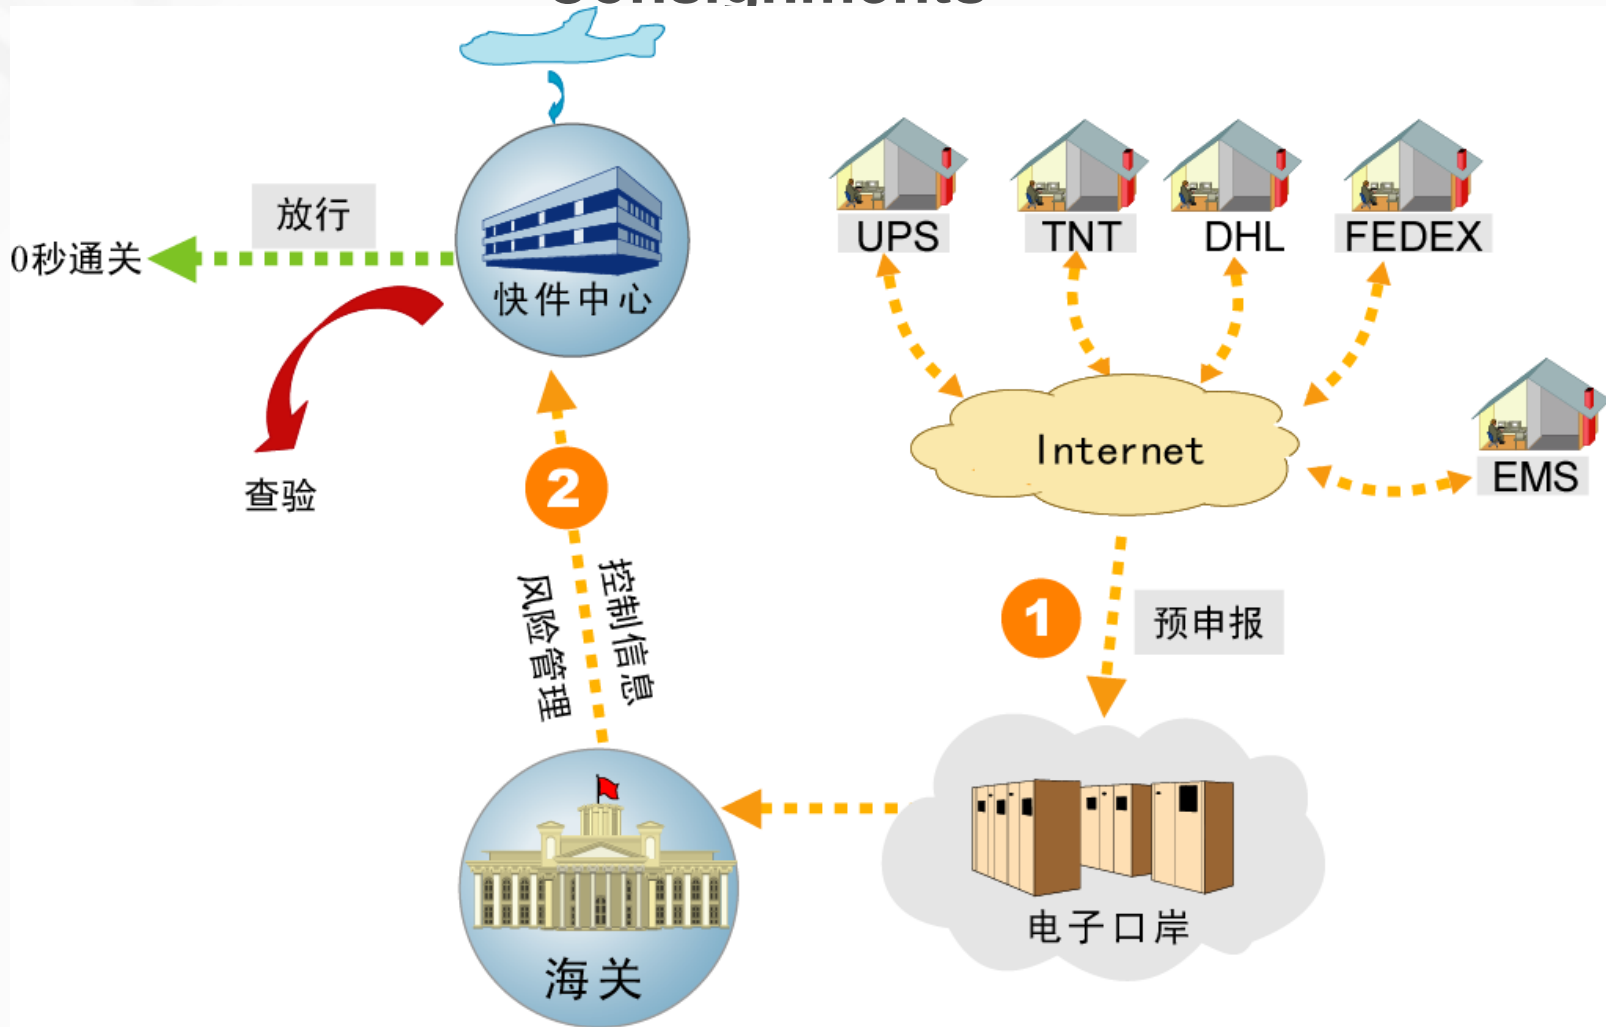 Consignments
放行
0秒通关
快件中心
查验
UPS
TNT
DHL
FEDEX
Internet
EMS
2
控制信息
风险管理
1
预申报
海关
电子口岸